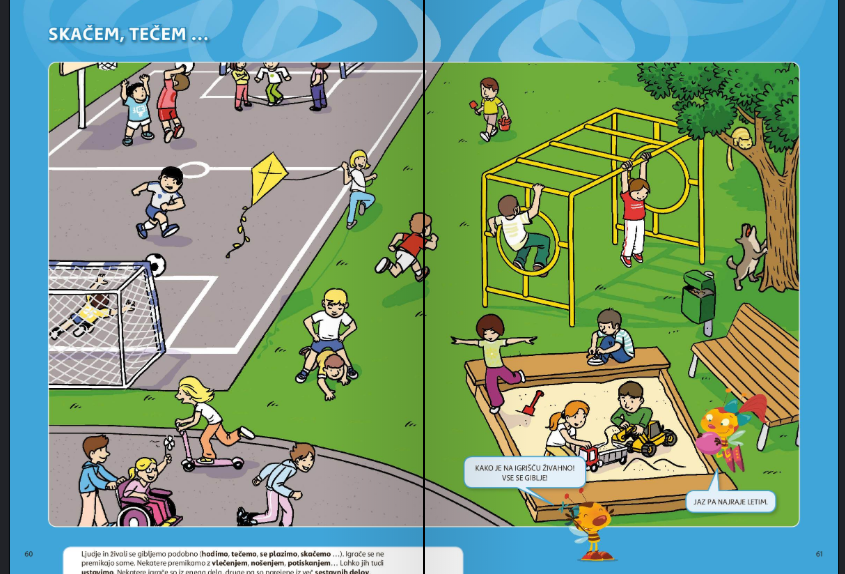 SKAČEM, TEČEM ...
KAKO JE NA IGRIŠČU ŽIVAHNO!
VSE SE GIBLJE!
JAZ PA NAJRAJE LETIM.
60
61
Ljudje in živali se gibljemo podobno (hodimo, tečemo, se plazimo, skačemo ...). Igrače se ne
premikajo same. Nekatere premikamo z vlečenjem, nošenjem, potiskanjem... Lahko jih tudi
ustavimo. Nekatere igrače so iz enega dela, druge pa so narejene iz več sestavnih delov.